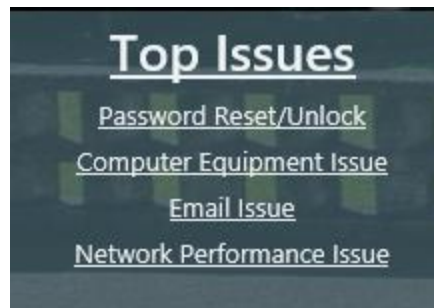 Top Issues
Password Reset/Unlock
Computer Equipment Issue
Email Issue
Network Performance Issue